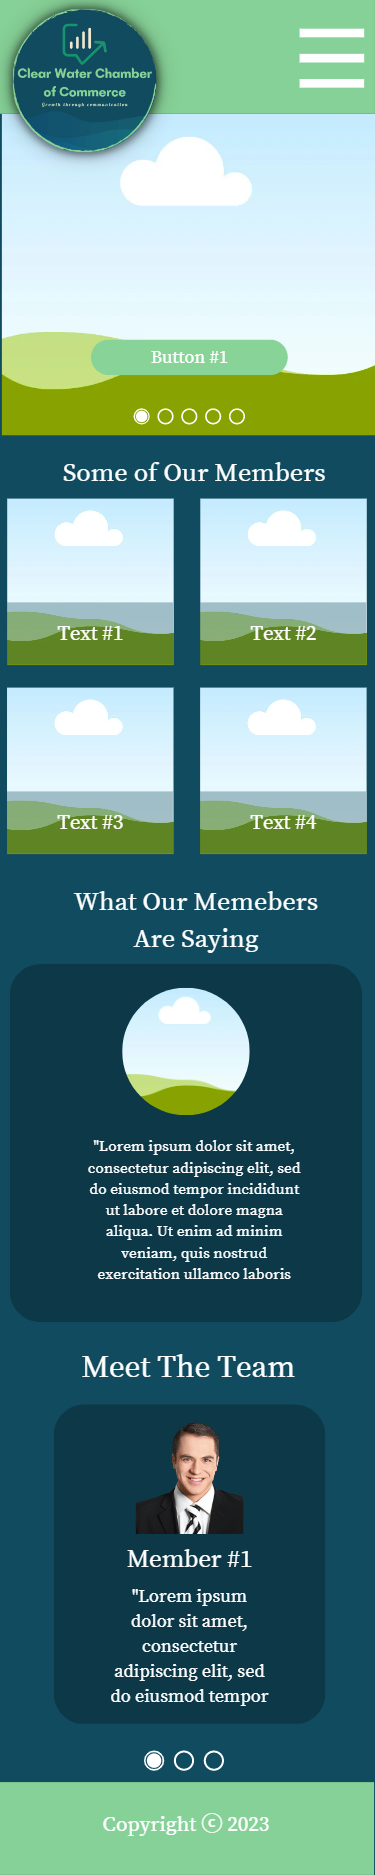 Clear Water Chamber
of Commerce
Growth through communication
Button #1
Some of Our Members
Text #1
Text #2
Text #3
Text #4
What Our Memebers
Are Saying
"Lorem ipsum dolor sit amet,
consectetur adipiscing elit, sed
do eiusmod tempor incididunt
ut labore et dolore magna
aliqua. Ut enim ad minim
veniam, quis nostrud
exercitation ullamco laboris
Meet The Team
Member #1
"Lorem ipsum
dolor sit amet,
consectetur
adipiscing elit, sed
do eiusmod tempor
Copyright © 2023